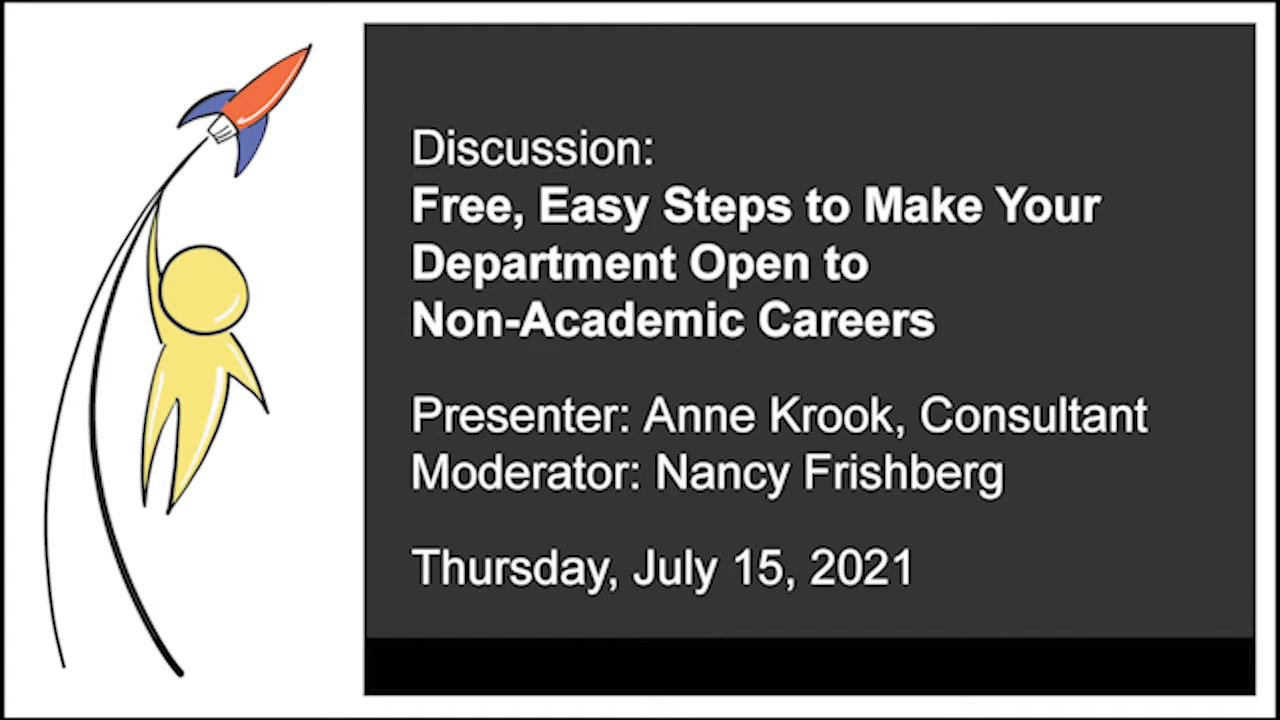 Discussion:
Free, Easy Steps to Make Your
Department Open to
Non-Academic Careers
Presenter: Anne Krook, Consultant
Moderator: Nancy Frishberg
Thursday, July 15, 2021